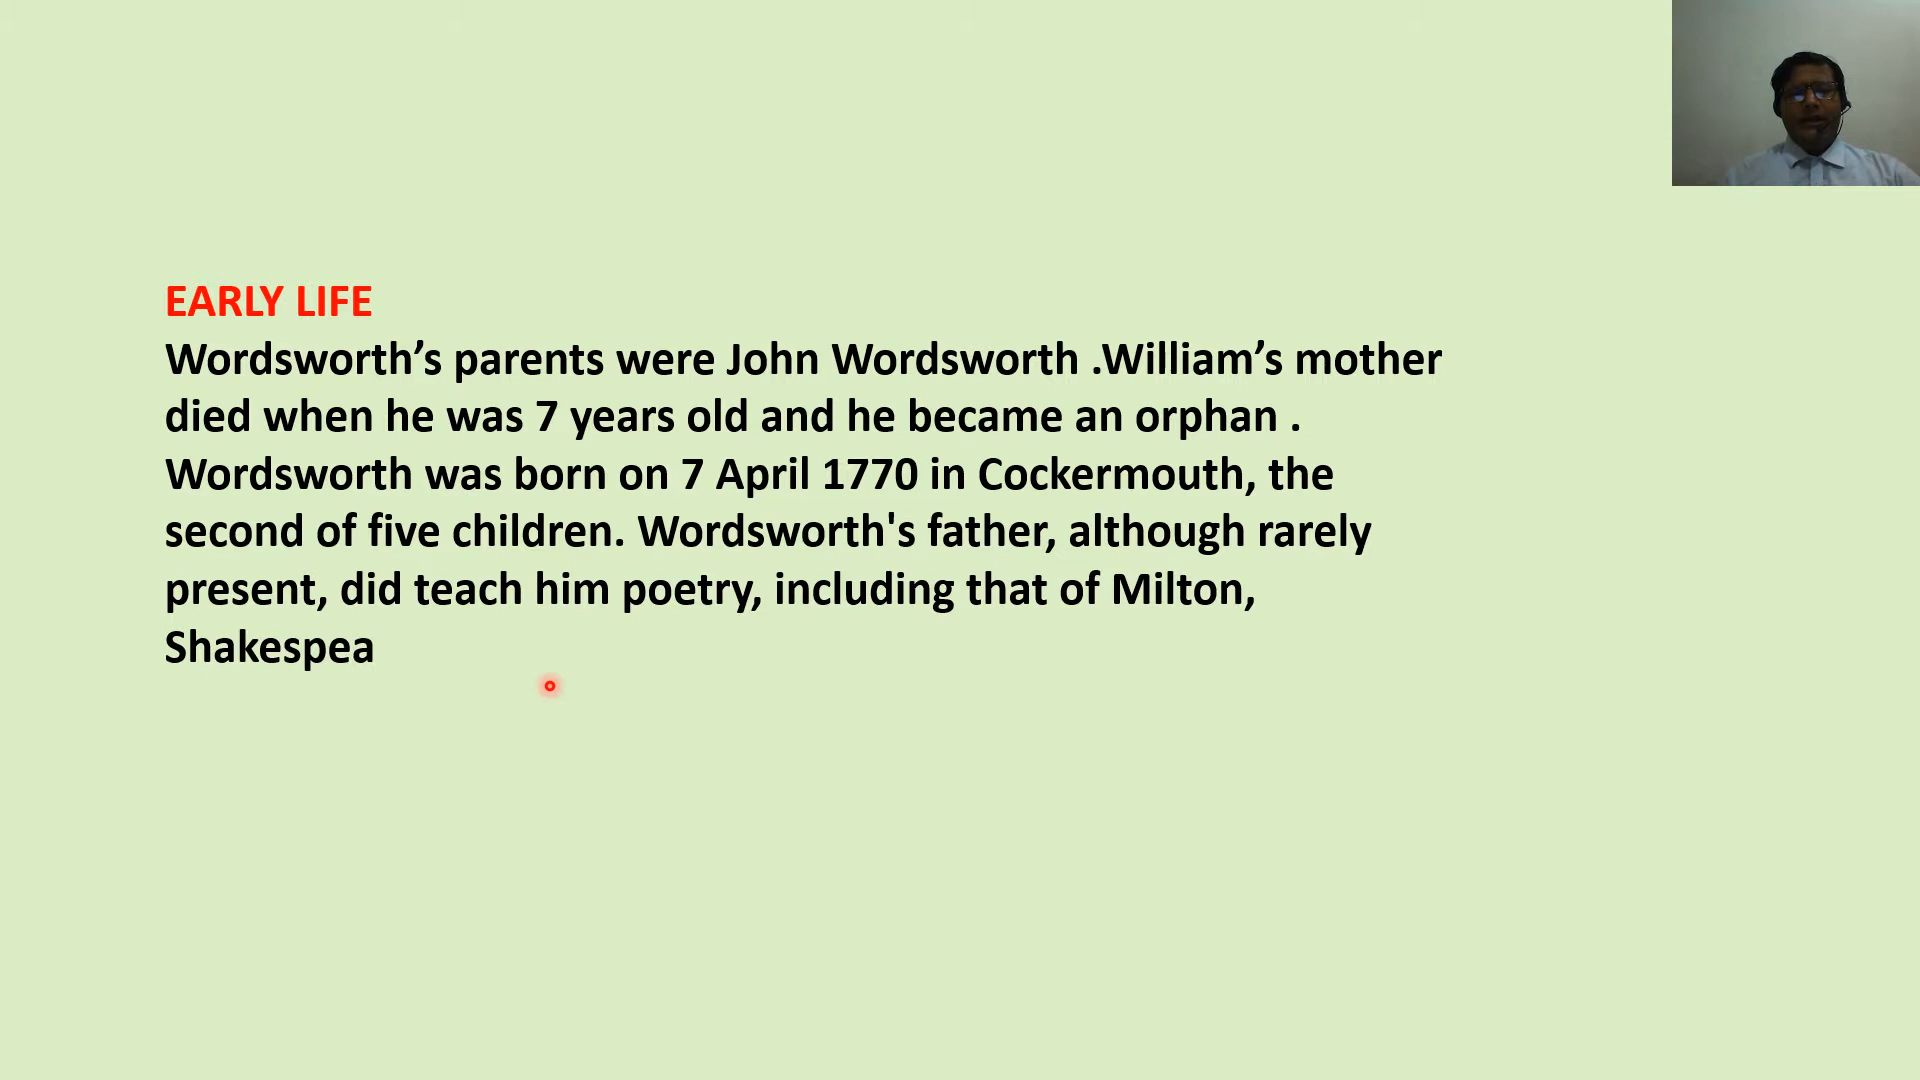 EARLY LIFE
Wordsworth’s parents were John Wordsworth .William’s mother
died when he was 7 years old and he became an orphan .
Wordsworth was born on 7 April 1770 in Cockermouth, the
second of five children. Wordsworth's father, although rarely
present, did teach him poetry, including that of Milton,
Shakespea